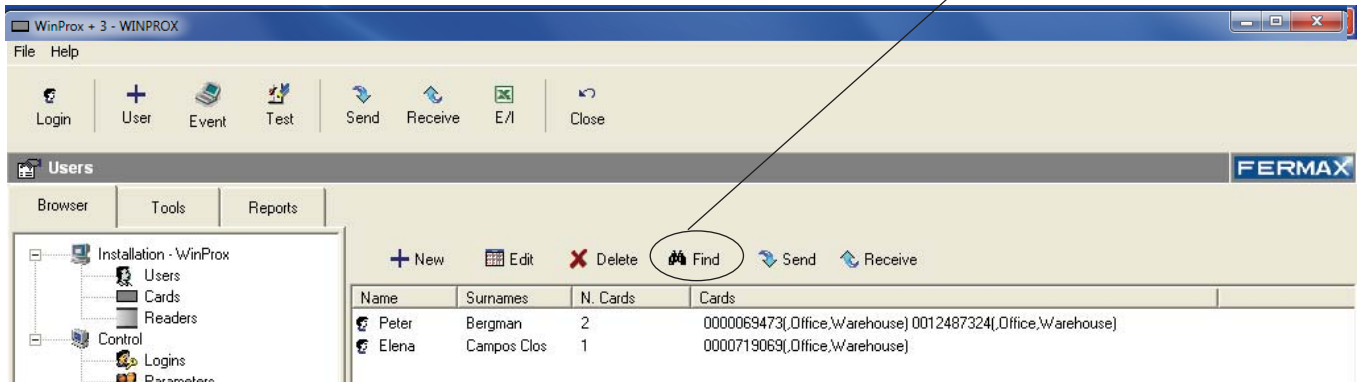 WinProx + 3 - WINPROX
File Help
Login User Event Test Send Receive E/I Close
Users FERMAX
Browser Tools Reports
Installation - WinProx
Users
Cards
Readers
Control
Logins
Parameters
New Edit Delete Find Send Receive
Name Surnames N. Cards Cards
Peter Bergman 2 0000069473(,Office,Warehouse) 0012487324(,Office,Warehouse)
Elena Campos Clos 1 0000719069(,Office,Warehouse)